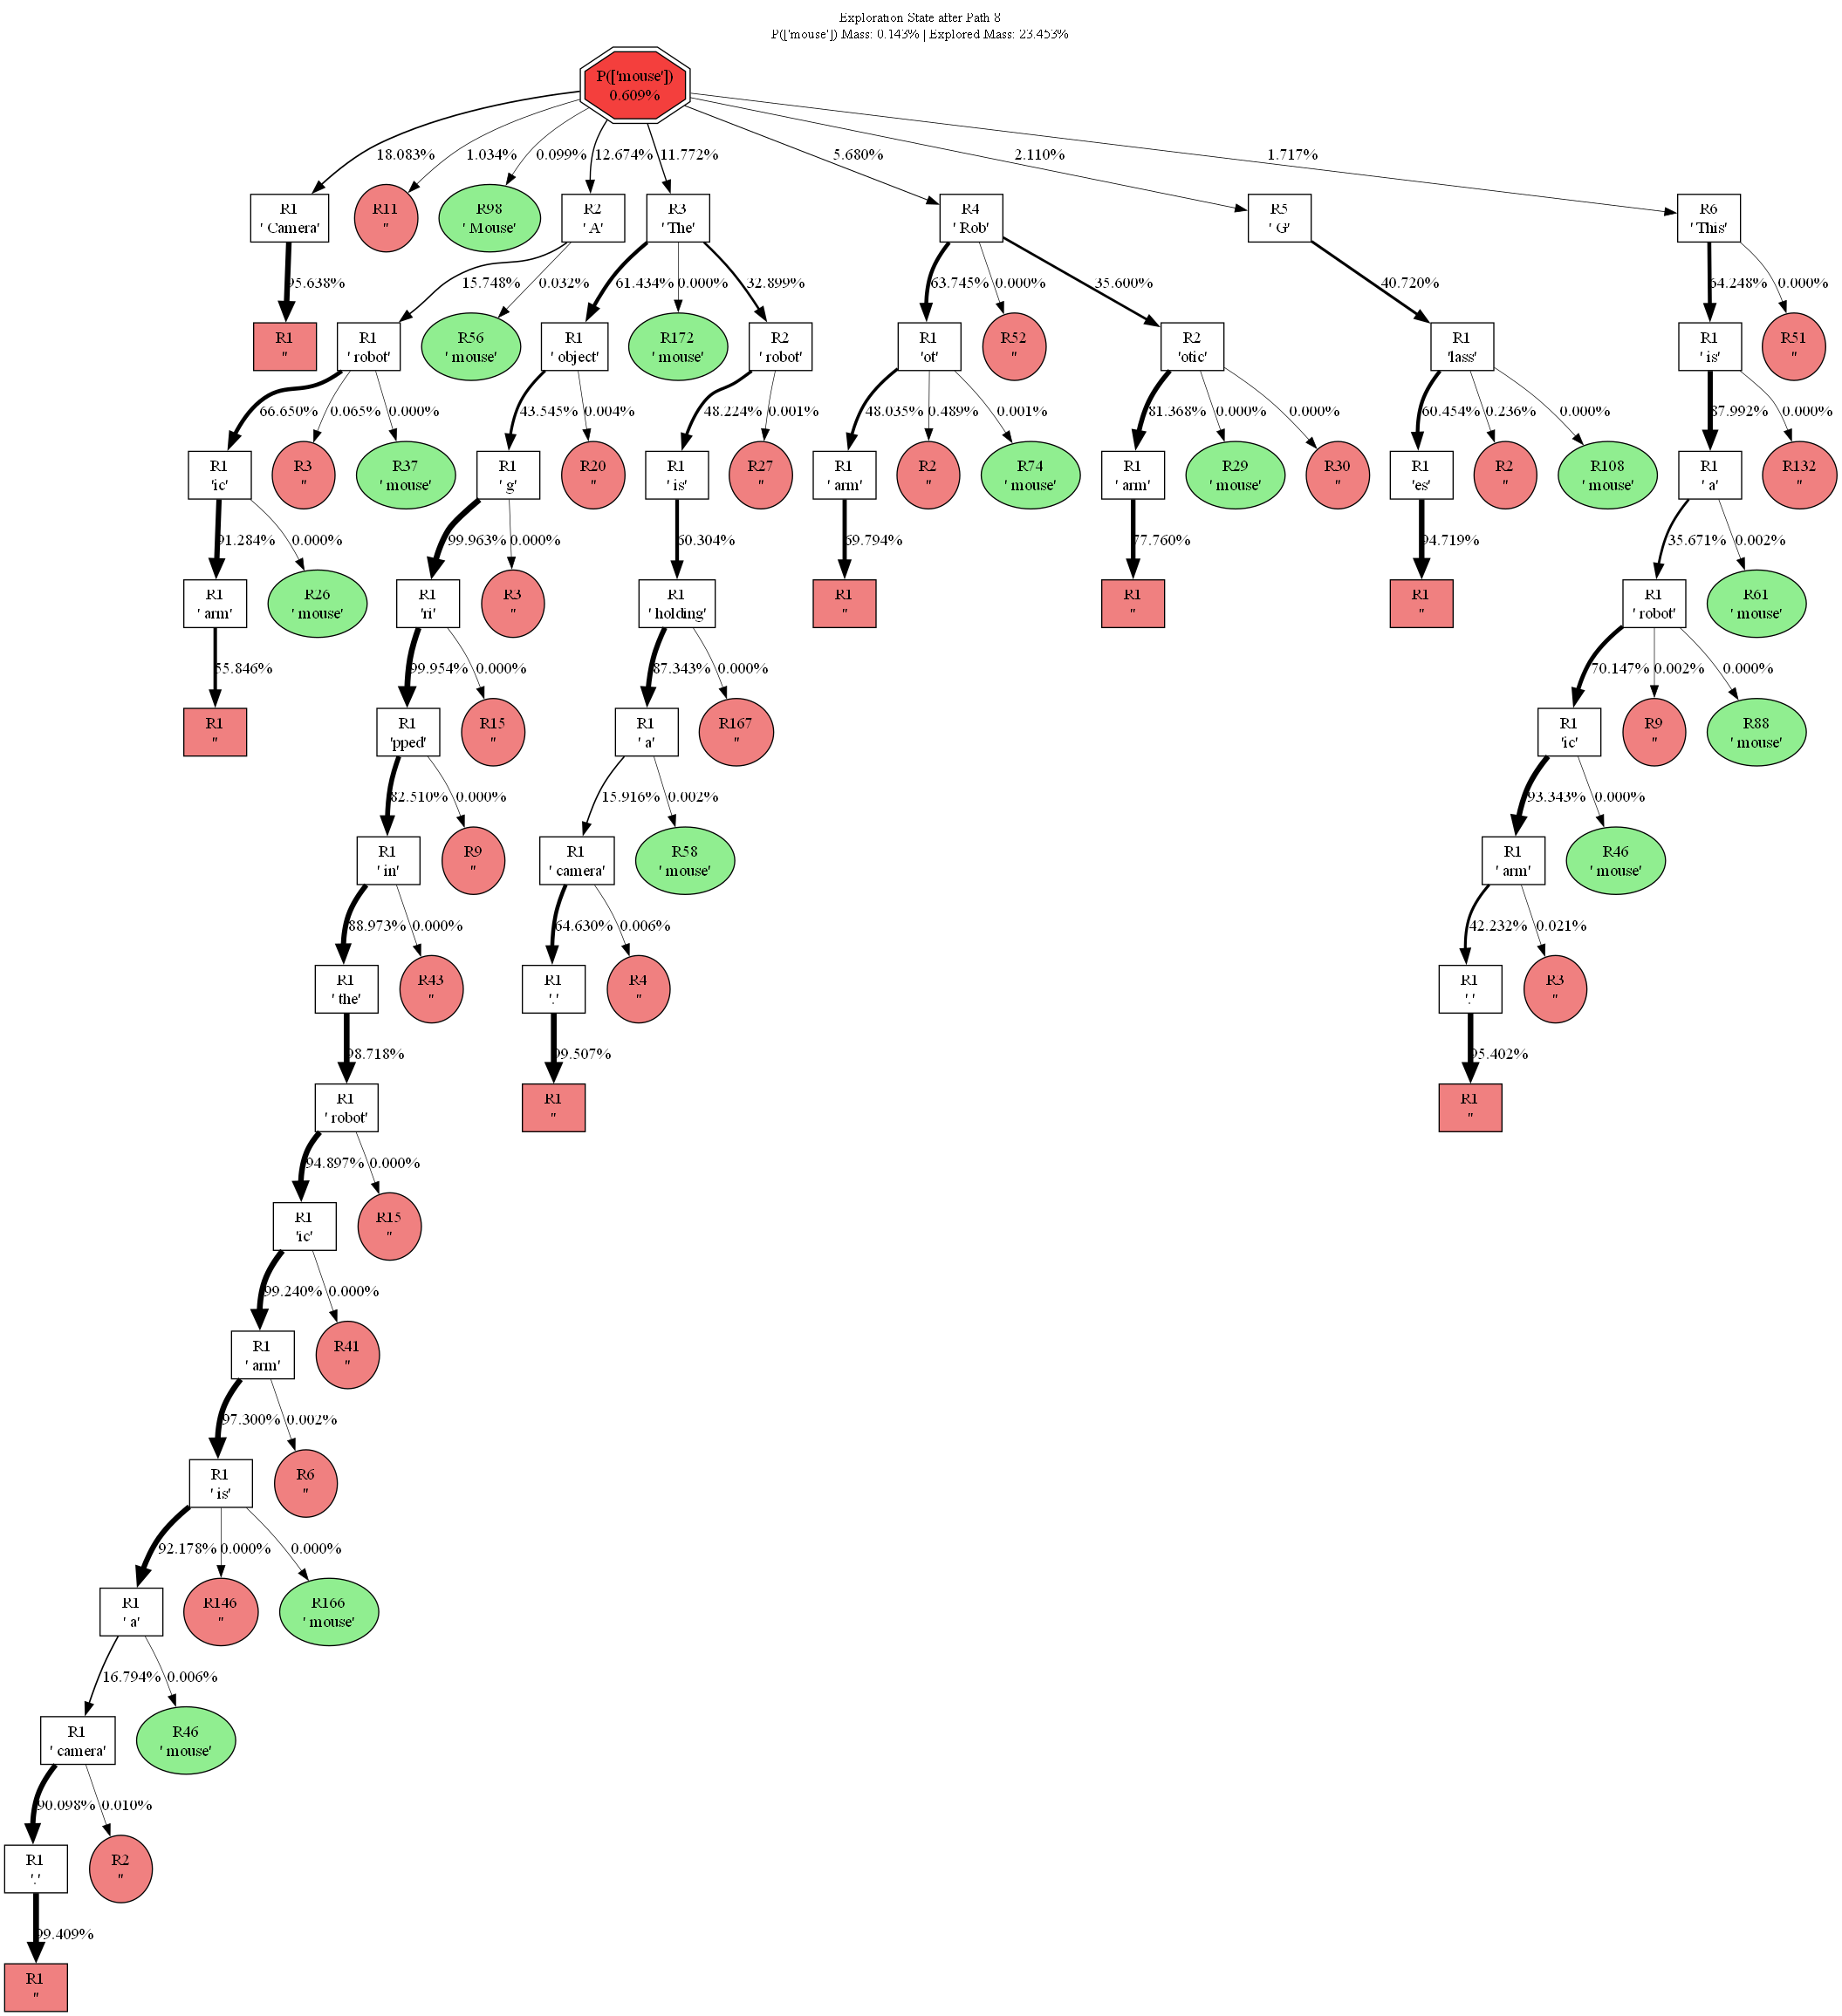 Exploration State after Path 8
P(['mouse']) Mass: 0.143% | Explored Mass: 23.453%
P(['mouse'])
0.609%
18.083%
1.034%
0.099%
12.674%
11.772%
5.680%
2.110%
1.717%
R1
' Camera'
R11
''
R98
' Mouse'
R2
' A'
R3
' The'
R4
' Rob'
R5
' G'
R6
' This'
95.638%
15.748%
0.032%
61.434%
0.000%
32.899%
63.745%
0.000%
35.600%
40.720%
64.248%
0.000%
R1
''
R1
' robot'
R56
' mouse'
R1
' object'
R172
' mouse'
R2
' robot'
R1
'ot'
R52
''
R2
'otic'
R1
'lass'
R1
' is'
R51
''
66.650%
0.065%
0.000%
43.545%
0.004%
48.224%
0.001%
48.035%
0.489%
0.001%
81.368%
0.000%
0.000%
60.454%
0.236%
0.000%
87.992%
0.000%
R1
'ic'
R3
''
R37
' mouse'
R1
' g'
R20
''
R1
' is'
R27
''
R1
' arm'
R2
''
R74
' mouse'
R1
' arm'
R29
' mouse'
R30
''
R1
'es'
R2
''
R108
' mouse'
R1
' a'
R132
''
91.284%
0.000%
99.963%
0.000%
60.304%
69.794%
77.760%
94.719%
35.671%
0.002%
R1
' arm'
R26
' mouse'
R1
'ri'
R3
''
R1
' holding'
R1
''
R1
''
R1
''
R1
' robot'
R61
' mouse'
55.846%
99.954%
0.000%
87.343%
0.000%
70.147%
0.002%
0.000%
R1
''
R1
'pped'
R15
''
R1
' a'
R167
''
R1
'ic'
R9
''
R88
' mouse'
82.510%
0.000%
15.916%
0.002%
93.343%
0.000%
R1
' in'
R9
''
R1
' camera'
R58
' mouse'
R1
' arm'
R46
' mouse'
88.973%
0.000%
64.630%
0.006%
42.232%
0.021%
R1
' the'
R43
''
R1
'.'
R4
''
R1
'.'
R3
''
98.718%
99.507%
95.402%
R1
' robot'
R1
''
R1
''
94.897%
0.000%
R1
'ic'
R15
''
99.240%
0.000%
R1
' arm'
R41
''
97.300%
0.002%
R1
' is'
R6
''
92.178%
0.000%
0.000%
R1
' a'
R146
''
R166
' mouse'
16.794%
0.006%
R1
' camera'
R46
' mouse'
90.098%
0.010%
R1
'.'
R2
''
99.409%
R1
''